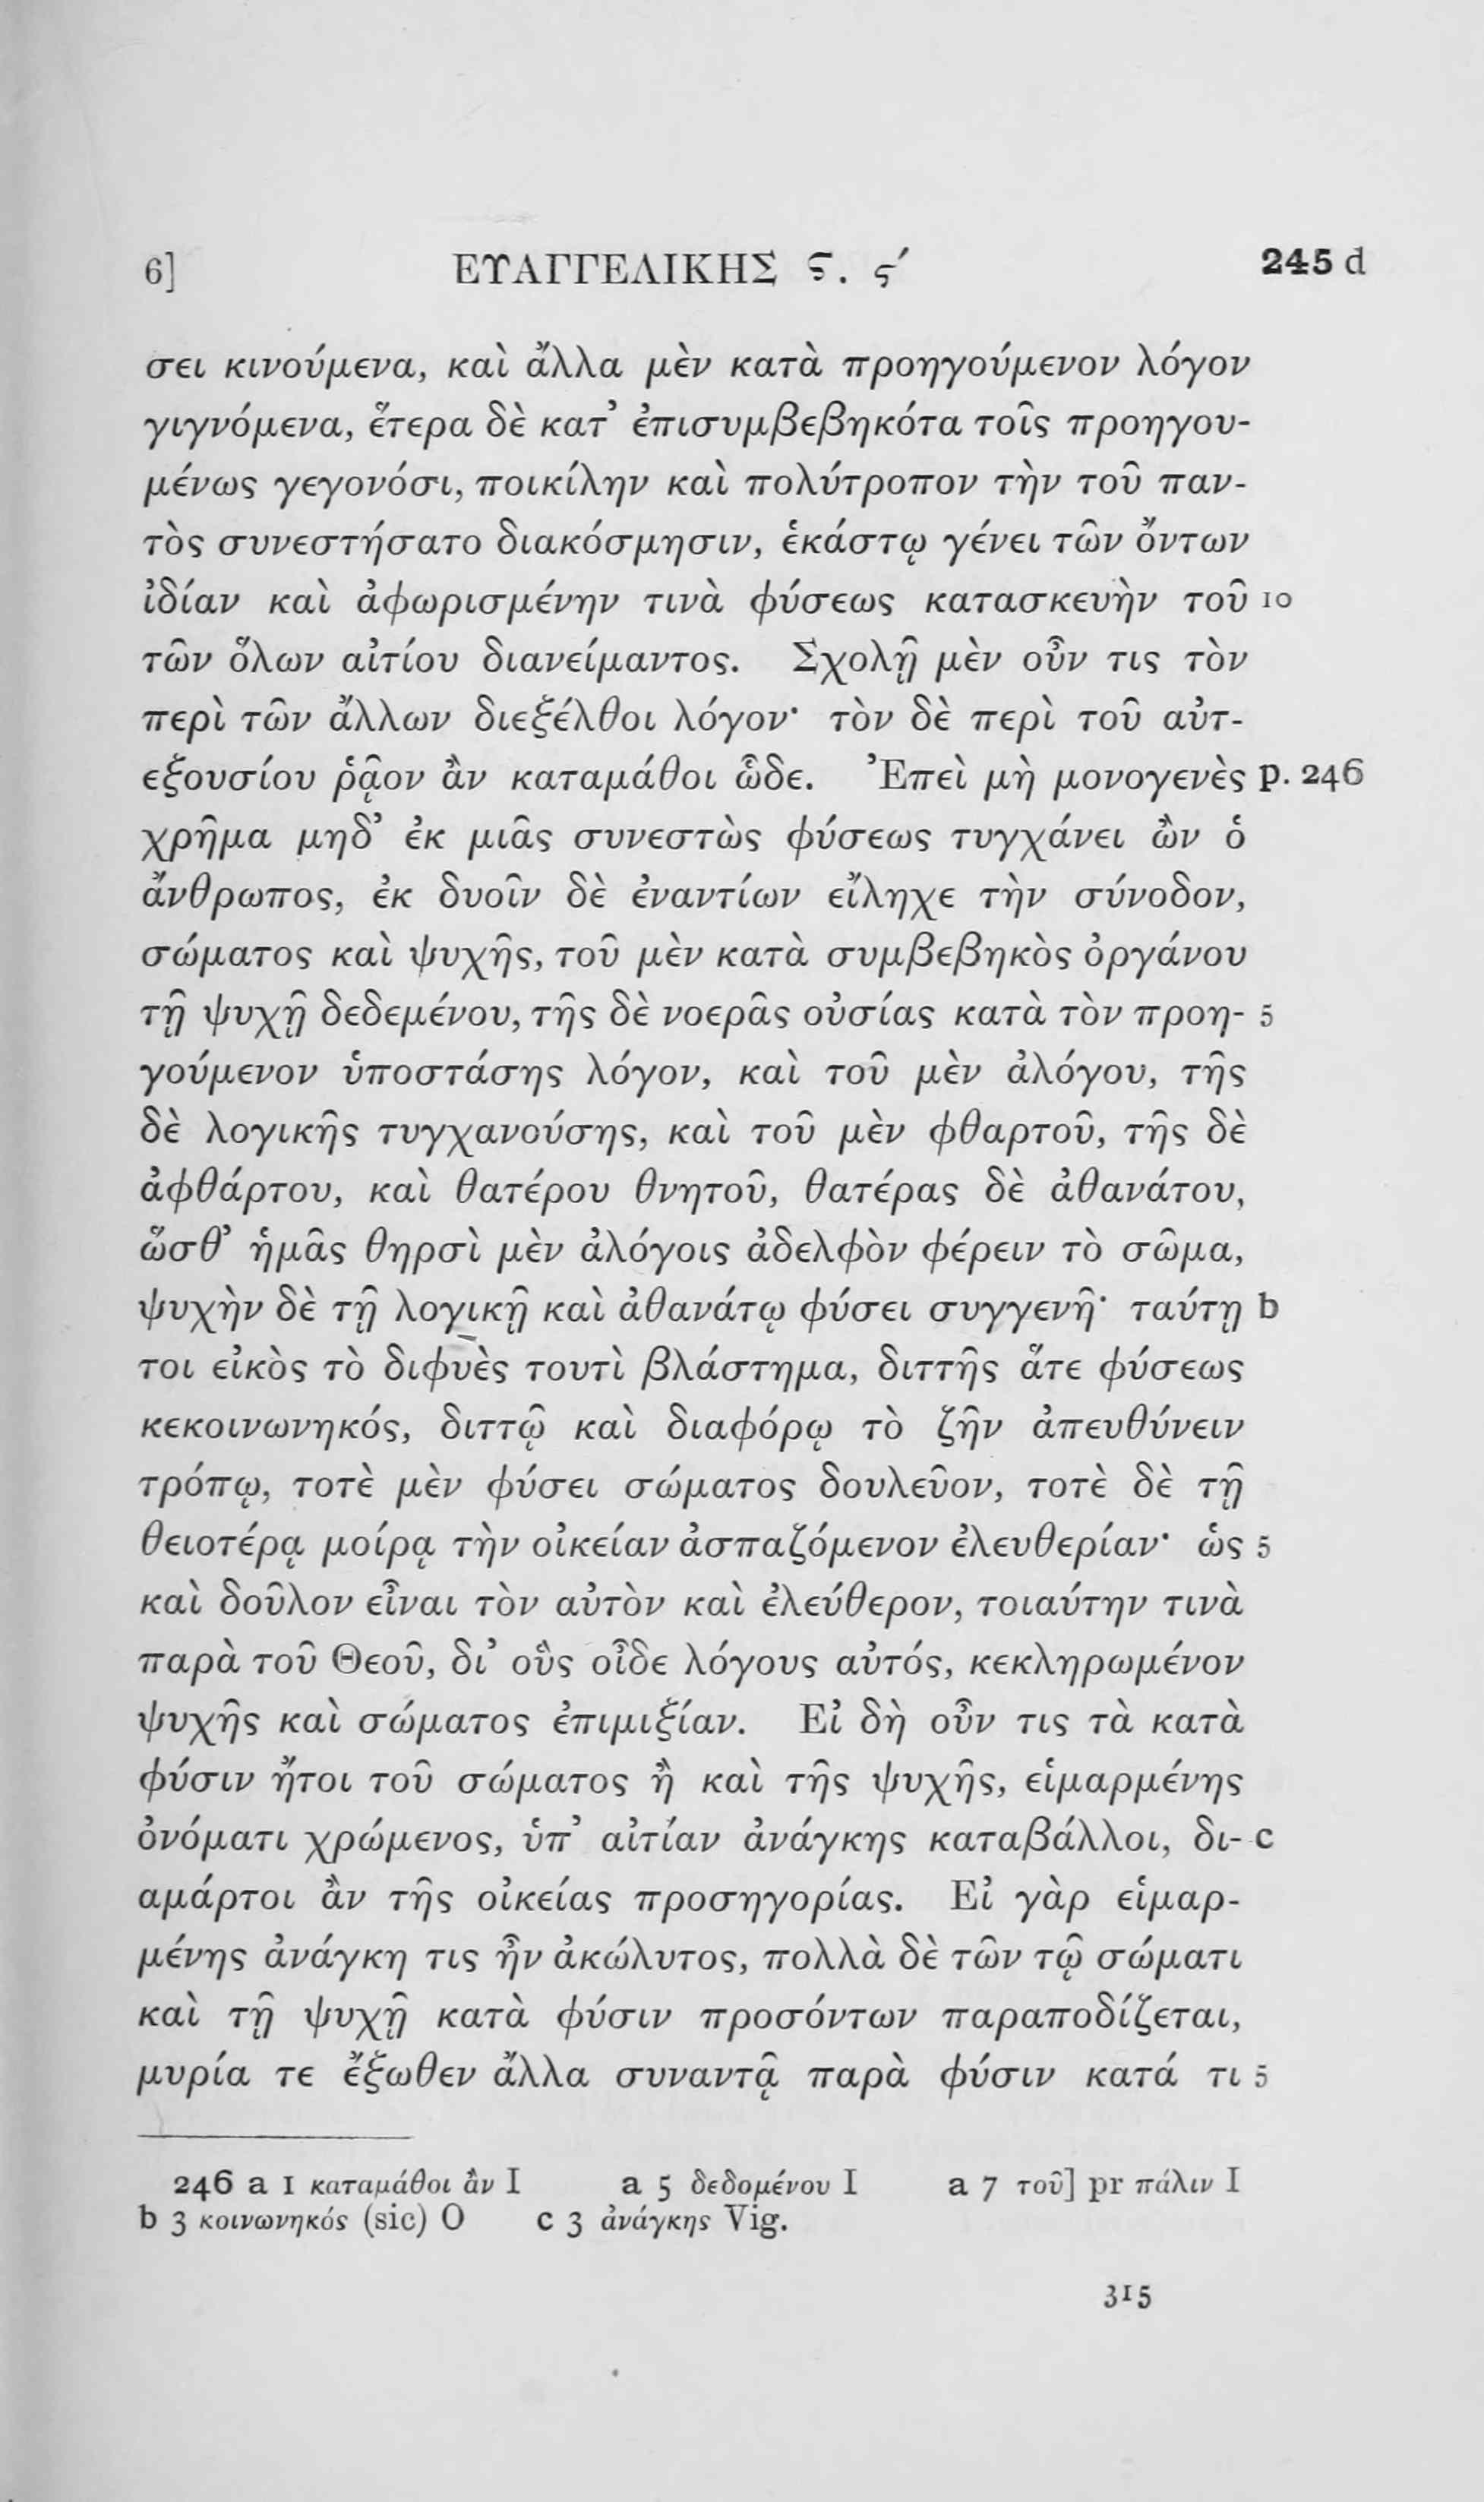 6] ΕΥΑΓΓΕΛΙΚΗΣ ϛ. ϛ´ 245 d
σει κινούμενα, καὶ ἄλλα μὲν κατὰ προηγούμενον λόγον
γιγνόμενα, ἕτερα δὲ κατ’ ἐπισυμβεβηκότα τοῖς προηγου-
μένως γεγονόσι, ποικίλην καὶ πολύτροπον τὴν τοῦ παν-
τὸς συνεστήσατο διακόσμησιν, ἑκάστῳ γένει τῶν ὄντων
ἰδίαν καὶ ἀφωρισμένην τινὰ φύσεως κατασκευὴν τοῦ 10
τῶν ὅλων αἰτίου διανείμαντος. Σχολῇ μὲν οὖν τις τὸν
περὶ τῶν ἄλλων διεξέλθοι λόγον· τὸν δὲ περὶ τοῦ αὐτ-
εξουσίου ῥᾷον ἂν καταμάθοι ὧδε. Ἐπεὶ μὴ μονογενὲς p. 246
χρῆμα μηδ’ ἐκ μιᾶς συνεστὼς φύσεως τυγχάνει ὢν ὁ
ἄνθρωπος, ἐκ δυοῖν δὲ ἐναντίων εἴληχε τὴν σύνοδον,
σώματος καὶ ψυχῆς, τοῦ μὲν κατὰ συμβεβηκὸς ὀργάνου
τῇ ψυχῇ δεδεμένου, τῆς δὲ νοερᾶς οὐσίας κατὰ τὸν προη- 5
γούμενον ὑποστάσης λόγον, καὶ τοῦ μὲν ἀλόγου, τῆς
δὲ λογικῆς τυγχανούσης, καὶ τοῦ μὲν φθαρτοῦ, τῆς δὲ
ἀφθάρτου, καὶ θατέρου θνητοῦ, θατέρας δὲ ἀθανάτου,
ὥσθ’ ἡμᾶς θηρσὶ μὲν ἀλόγοις ἀδελφὸν φέρειν τὸ σῶμα,
ψυχὴν δὲ τῇ λογικῇ καὶ ἀθανάτῳ φύσει συγγενῆ· ταύτῃ b
τοι εἰκὸς τὸ διφυὲς τουτὶ βλάστημα, διττῆς ἅτε φύσεως
κεκοινωνηκός, διττῷ καὶ διαφόρῳ τὸ ζῆν ἀπευθύνειν
τρόπῳ, τοτὲ μὲν φύσει σώματος δουλεῦον, τοτὲ δὲ τῇ
θειοτέρᾳ μοίρᾳ τὴν οἰκείαν ἀσπαζόμενον ἐλευθερίαν· ὡς 5
καὶ δοῦλον εἶναι τὸν αὐτὸν καὶ ἐλεύθερον, τοιαύτην τινὰ
παρὰ τοῦ Θεοῦ, δι’ οὓς οἶδε λόγους αὐτός, κεκληρωμένον
ψυχῆς καὶ σώματος ἐπιμιξίαν. Εἰ δὴ οὖν τις τὰ κατὰ
φύσιν ἤτοι τοῦ σώματος ἢ καὶ τῆς ψυχῆς, εἱμαρμένης
ὀνόματι χρώμενος, ὑπ’ αἰτίαν ἀνάγκης καταβάλλοι, δι- c
αμάρτοι ἂν τῆς οἰκείας προσηγορίας. Εἰ γὰρ εἱμαρ-
μένης ἀνάγκη τις ἦν ἀκώλυτος, πολλὰ δὲ τῶν τῷ σώματι
καὶ τῇ ψυχῇ κατὰ φύσιν προσόντων παραποδίζεται,
μυρία τε ἔξωθεν ἄλλα συναντᾷ παρὰ φύσιν κατά τι 5
246 a 1 καταμάθοι ἂν I a 5 δεδομένου I a 7 τοῦ] pr πάλιν I
b 3 κοινωνηκός (sic) O c 3 ἀνάγκης Vig.
315